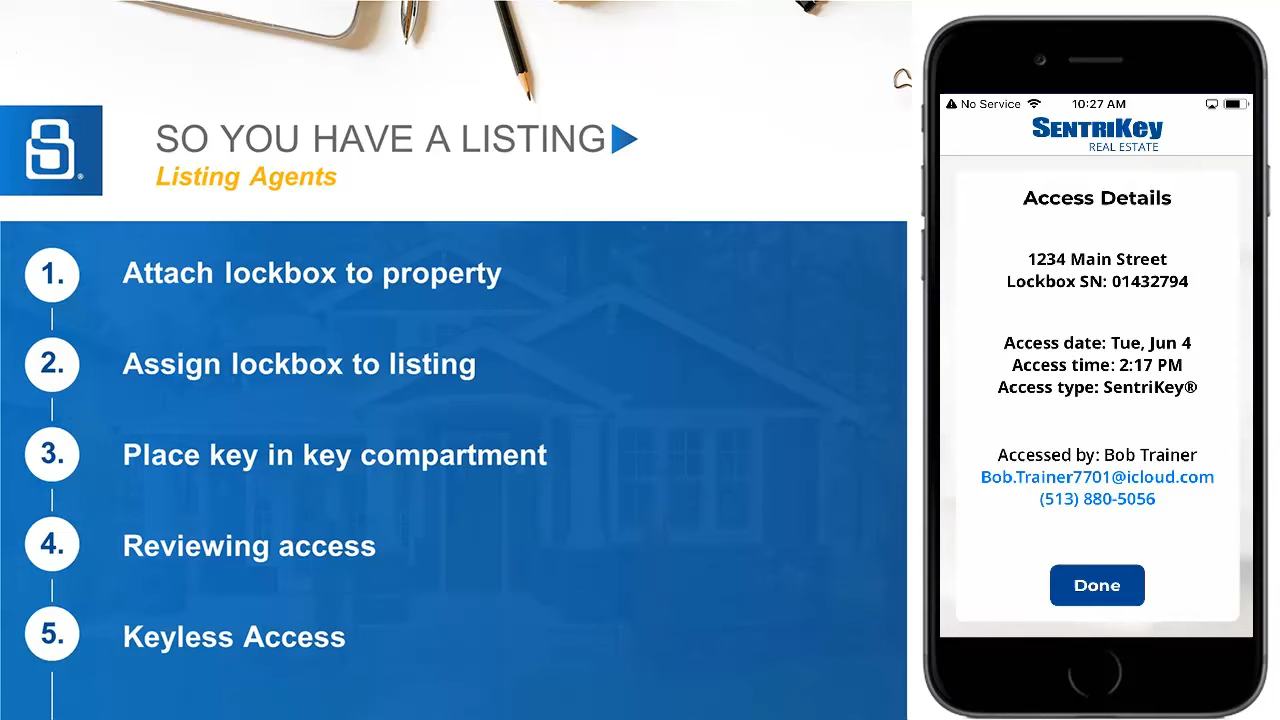 SO YOU HAVE A LISTING
Listing Agents
1. Attach lockbox to property
2. Assign lockbox to listing
3. Place key in key compartment
4. Reviewing access
5. Keyless Access
No Service 10:27 AM
SENTRIKEY
REAL ESTATE
Access Details
1234 Main Street
Lockbox SN: 01432794
Access date: Tue, Jun 4
Access time: 2:17 PM
Access type: SentriKey®
Accessed by: Bob Trainer
Bob.Trainer7701@icloud.com
(513) 880-5056
Done